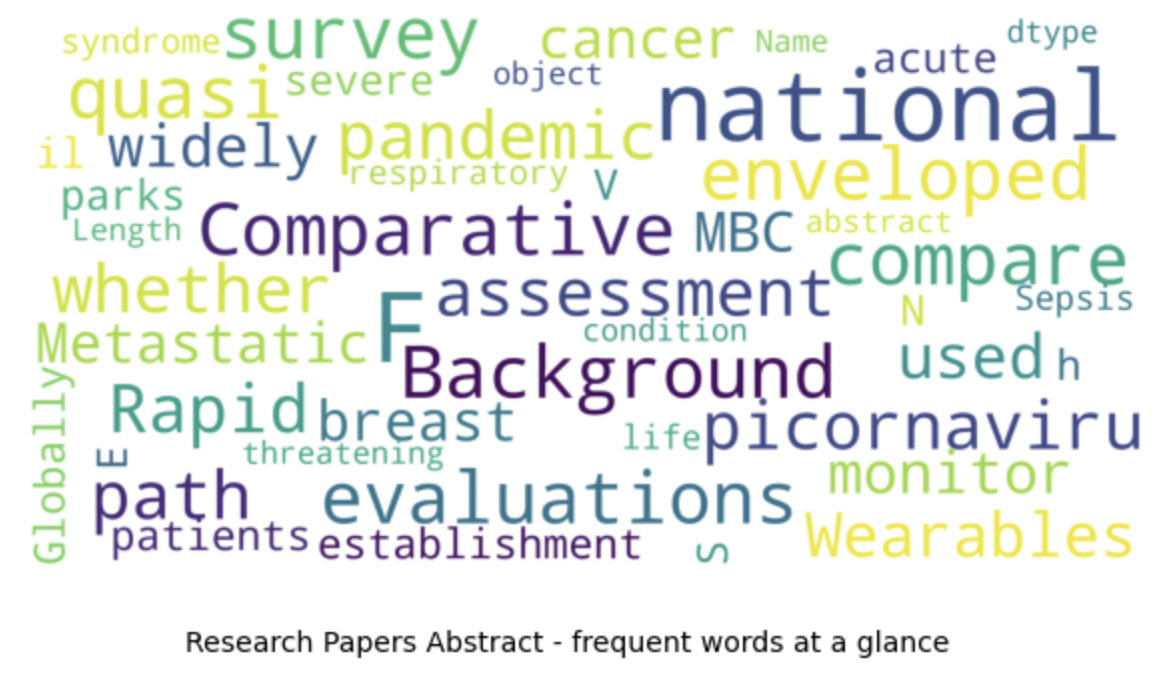 syndrome survey cancer Name dtype
quasi severe object acute national
il widely pandemic enveloped
parks respiratory V
Length Comparative MBC abstract compare
whether assessment N Sepsis
Metastatic F condition
Background used h
Globally Rapid breast life picornaviru
E threatening monitor
path evaluations
patients establishment S Wearables
Research Papers Abstract - frequent words at a glance